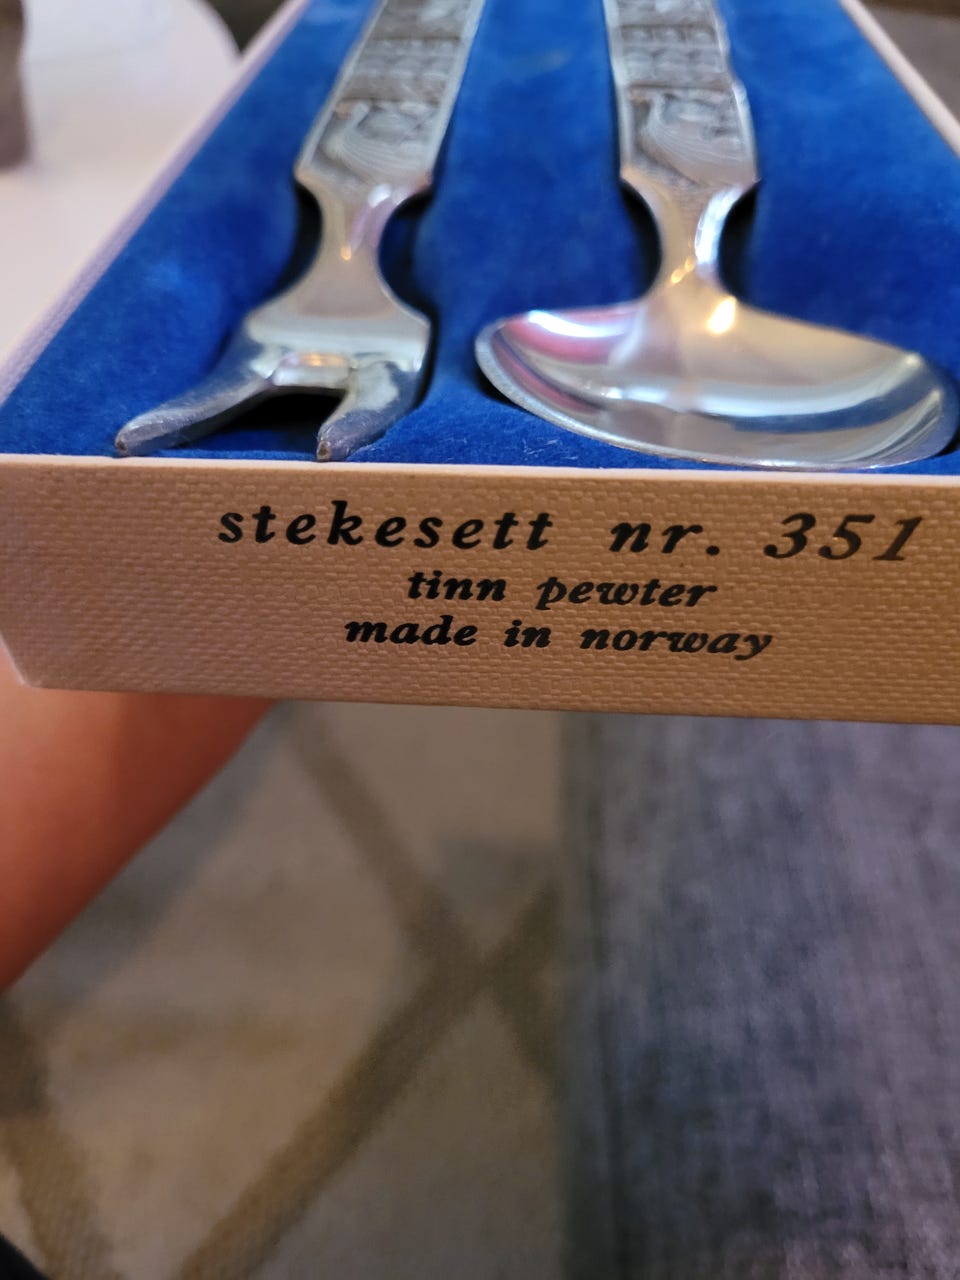 stekesett nr. 351
tinn pewter
made in norway